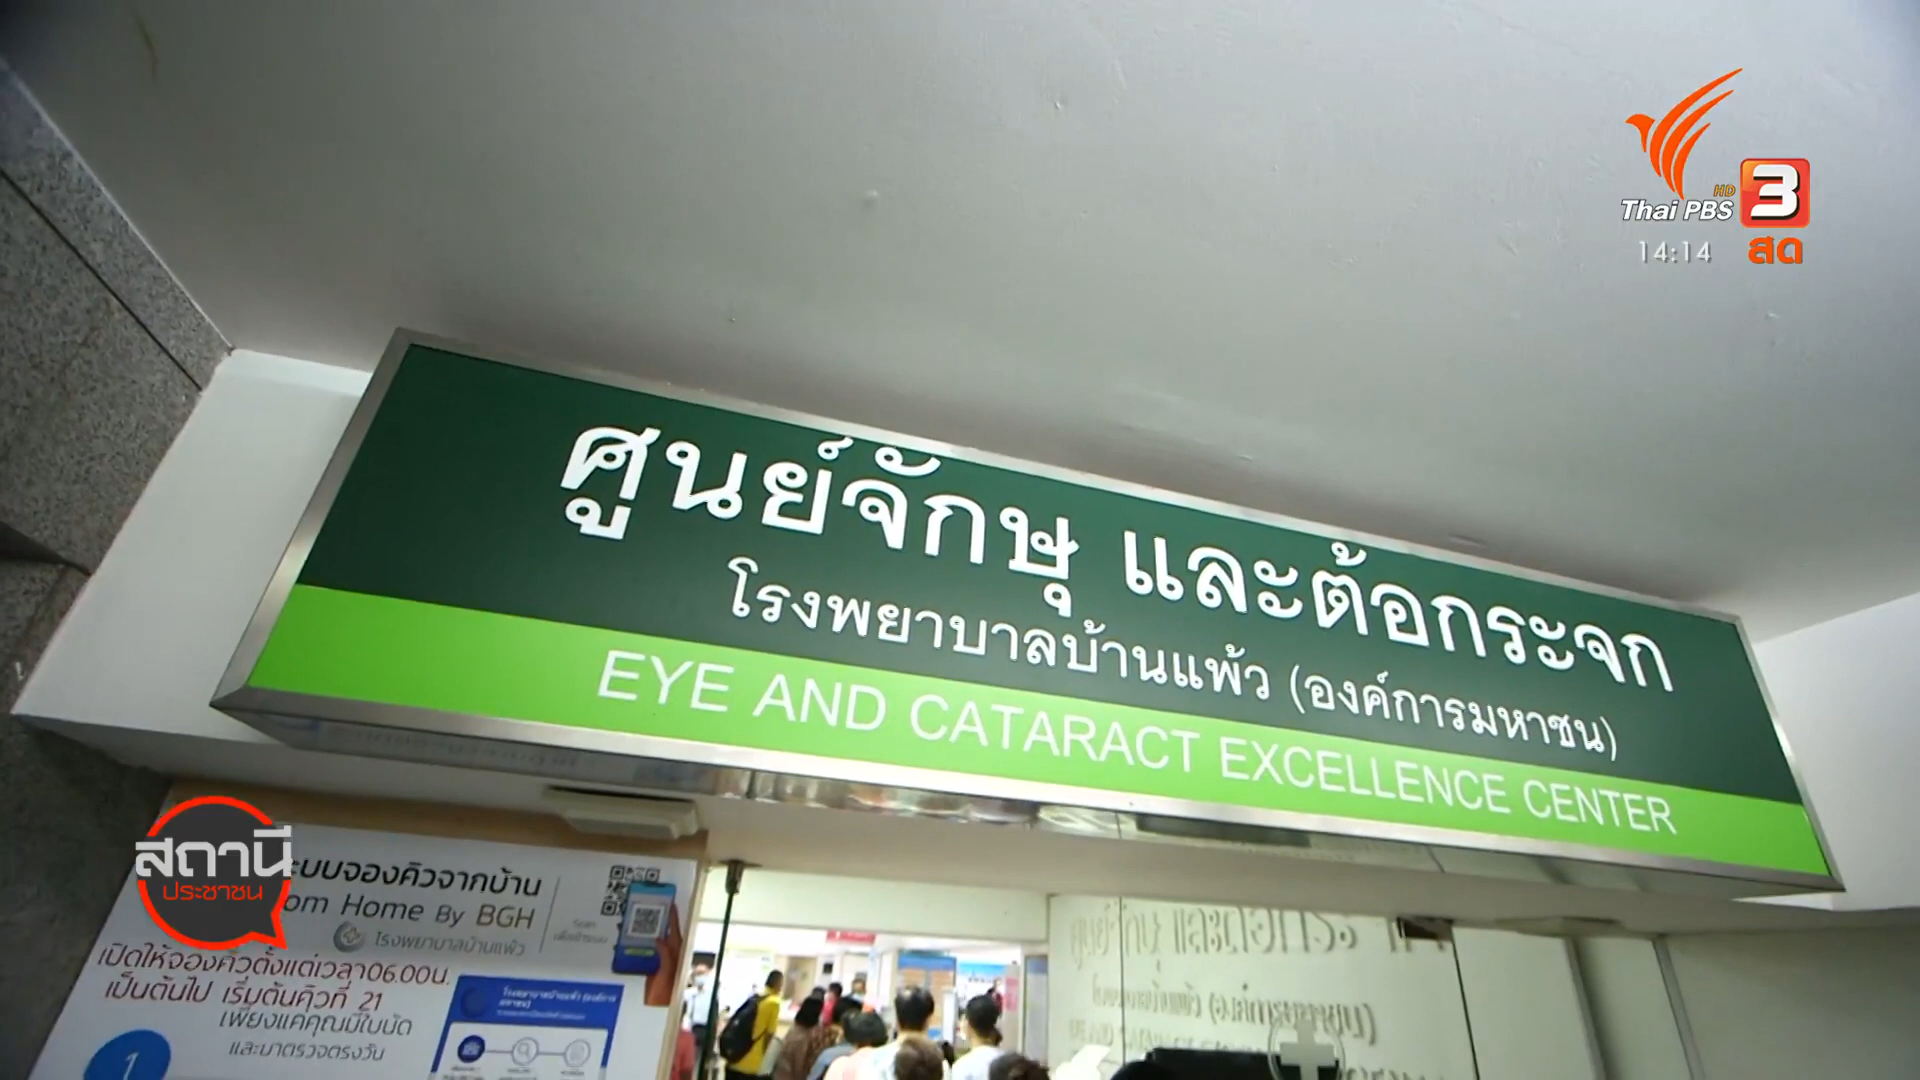 Thai PBS HD 3
14:14 สด
ศูนย์จักษุ และต้อกระจก
โรงพยาบาลบ้านแพ้ว (องค์การมหาชน)
EYE AND CATARACT EXCELLENCE CENTER
สถานี
ประชาชน
ระบบจองคิวจากบ้าน
om Home By BGH
โรงพยาบาลบ้านแพ้ว
Scan
เปิดให้จองคิวตั้งแต่เวลา06.00น.
เป็นต้นไป เริ่มต้นคิวที่ 21
เพียงแค่คุณมีใบนัด
และมาตรวจตรงวัน
1